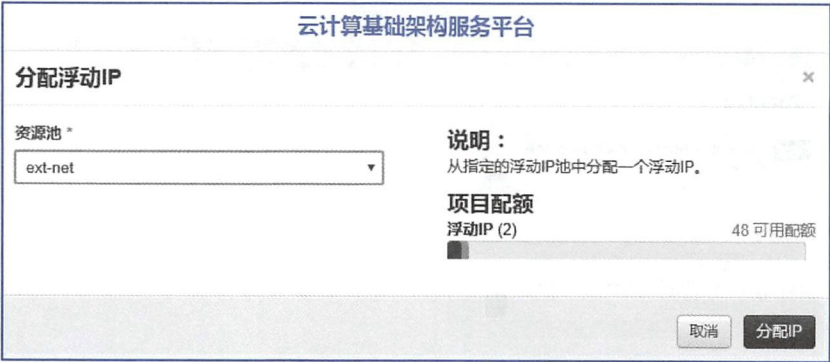 云计算基础架构服务平台
分配浮动IP
×
资源池 *
ext-net
说明：
从指定的浮动IP池中分配一个浮动IP。
项目配额
浮动IP (2) 48 可用配额
取消 分配IP